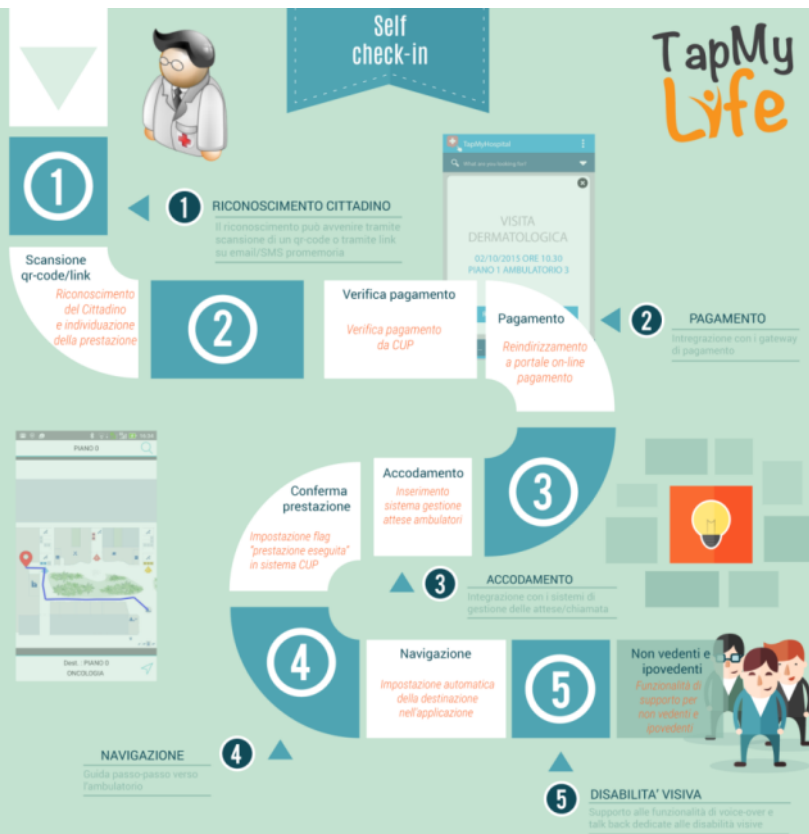 Self
check-in
TapMy
Life
1
1
RICONOSCIMENTO CITTADINO
Il riconoscimento può avvenire tramite
scansione di un qr-code o tramite link
su email/SMS promemoria
TapMyHospital
What are you looking for?
VISITA
DERMATOLOGICA
02/10/2015 ORE 10.30
PIANO 1 AMBULATORIO 3
Scansione
qr-code/link
Riconoscimento
del Cittadino
e individuazione
della prestazione
2
Verifica pagamento
Verifica pagamento
da CUP
Pagamento
Reindirizzamento
a portale on-line
pagamento
2
PAGAMENTO
Intregrazione con i gateway
di pagamento
PIANO 0
Dest. : PIANO 0
ONCOLOGIA
3
Accodamento
Inserimento
sistema gestione
attese ambulatori
Conferma
prestazione
Impostazione flag
"prestazione eseguita"
in sistema CUP
3
ACCODAMENTO
Integrazione con i sistemi di
gestione delle attese/chiamata
4
Navigazione
Impostazione automatica
della destinazione
nell'applicazione
5
Non vedenti e
ipovedenti
Funzionalità di
supporto per
non vedenti e
ipovedenti
4
NAVIGAZIONE
Guida passo-passo verso
l'ambulatorio
5
DISABILITA' VISIVA
Supporto alle funzionalità di voice-over e
talk back dedicate alle disabilità visive